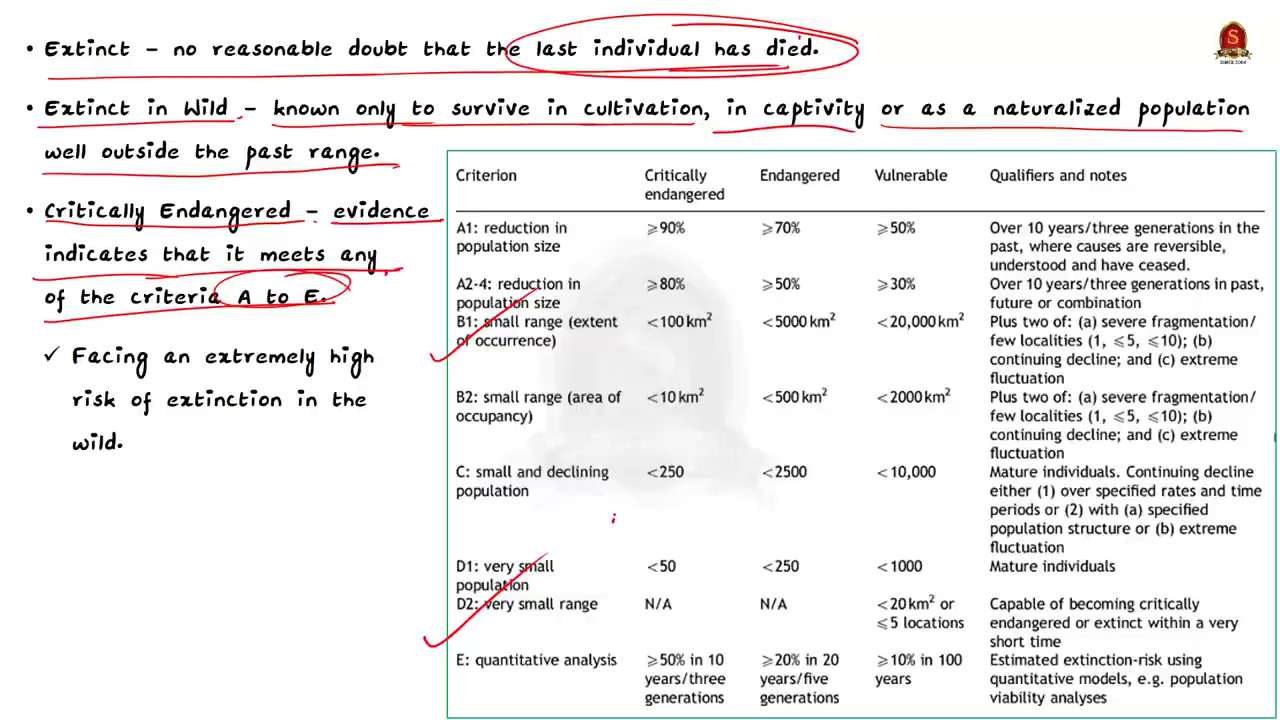 • Extinct – no reasonable doubt that the last individual has died.
• Extinct in Wild – known only to survive in cultivation, in captivity or as a naturalized population
well outside the past range.
• Critically Endangered – evidence
indicates that it meets any
of the criteria A to E.
✓ Facing an extremely high
risk of extinction in the
wild.
S
SINCE 2004
Criterion Critically endangered Endangered Vulnerable Qualifiers and notes
A1: reduction in ⩾90% ⩾70% ⩾50% Over 10 years/three generations in the
population size past, where causes are reversible,
understood and have ceased.
A2-4: reduction in ⩾80% ⩾50% ⩾30% Over 10 years/three generations in past,
population size future or combination
B1: small range (extent <100 km² <5000 km² <20,000 km² Plus two of: (a) severe fragmentation/
of occurrence) few localities (1, ⩽5, ⩽10); (b)
continuing decline; and (c) extreme
fluctuation
B2: small range (area of <10 km² <500 km² <2000 km² Plus two of: (a) severe fragmentation/
occupancy) few localities (1, ⩽5, ⩽10); (b)
continuing decline; and (c) extreme
fluctuation
C: small and declining <250 <2500 <10,000 Mature individuals. Continuing decline
population either (1) over specified rates and time
periods or (2) with (a) specified
population structure or (b) extreme
fluctuation
D1: very small <50 <250 <1000 Mature individuals
population
D2: very small range N/A N/A <20 km² or Capable of becoming critically
⩽5 locations endangered or extinct within a very
short time
E: quantitative analysis ⩾50% in 10 ⩾20% in 20 ⩾10% in 100 Estimated extinction-risk using
years/three years/five years quantitative models, e.g. population
generations generations viability analyses